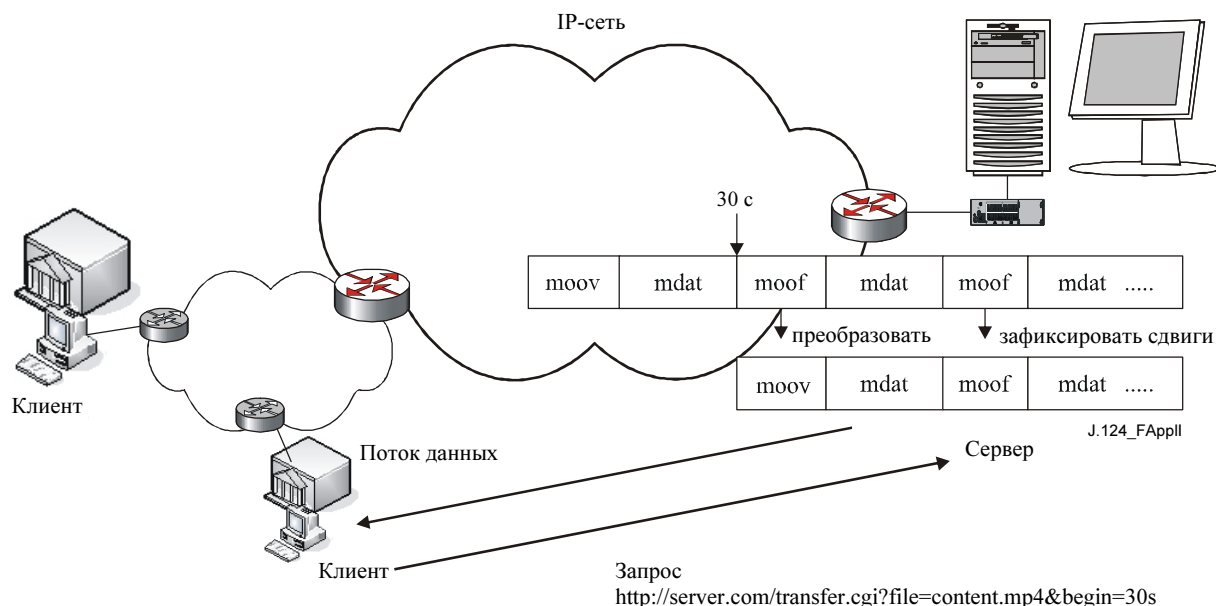 IP-сеть
30 с
moov mdat moof mdat moof mdat .....
преобразовать зафиксировать сдвиги
moov mdat moof mdat .....
J.124_FAppII
Клиент
Поток данных
Сервер
Клиент
Запрос
http://server.com/transfer.cgi?file=content.mp4&begin=30s